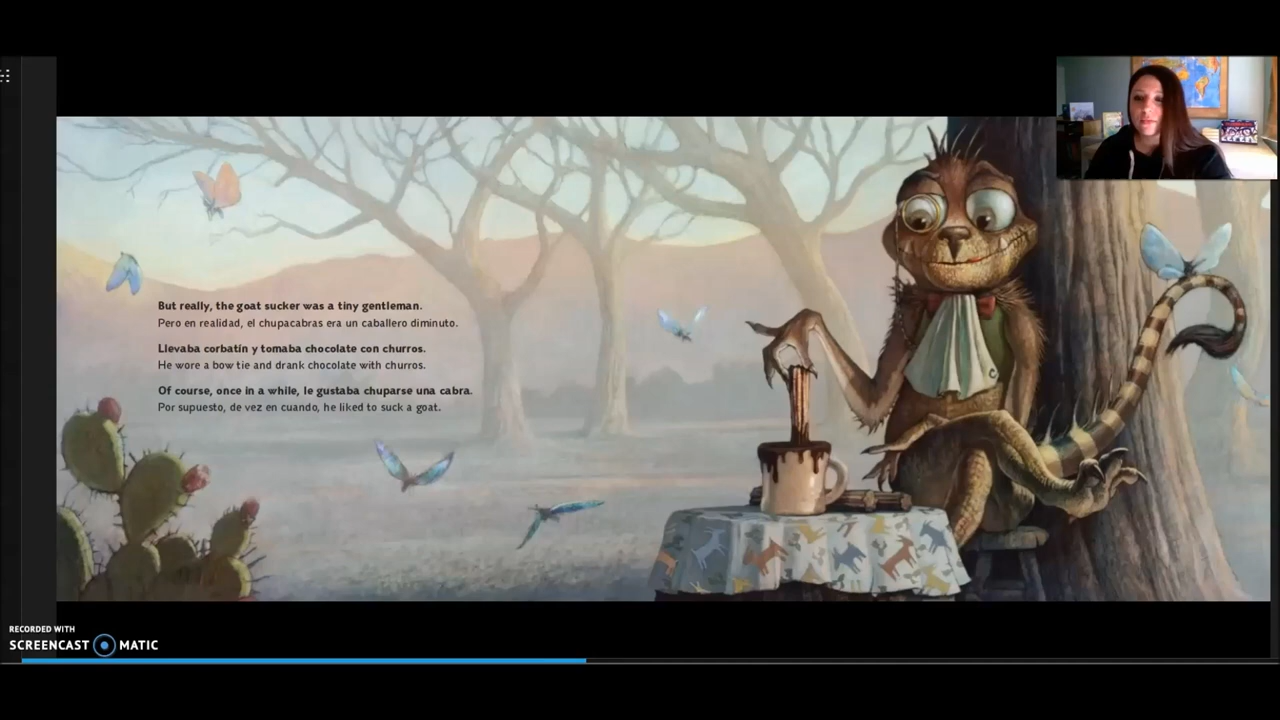 But really, the goat sucker was a tiny gentleman.
Pero en realidad, el chupacabras era un caballero diminuto.
Llevaba corbatín y tomaba chocolate con churros.
He wore a bow tie and drank chocolate with churros.
Of course, once in a while, le gustaba chuparse una cabra.
Por supuesto, de vez en cuando, he liked to suck a goat.
RECORDED WITH
SCREENCAST MATIC